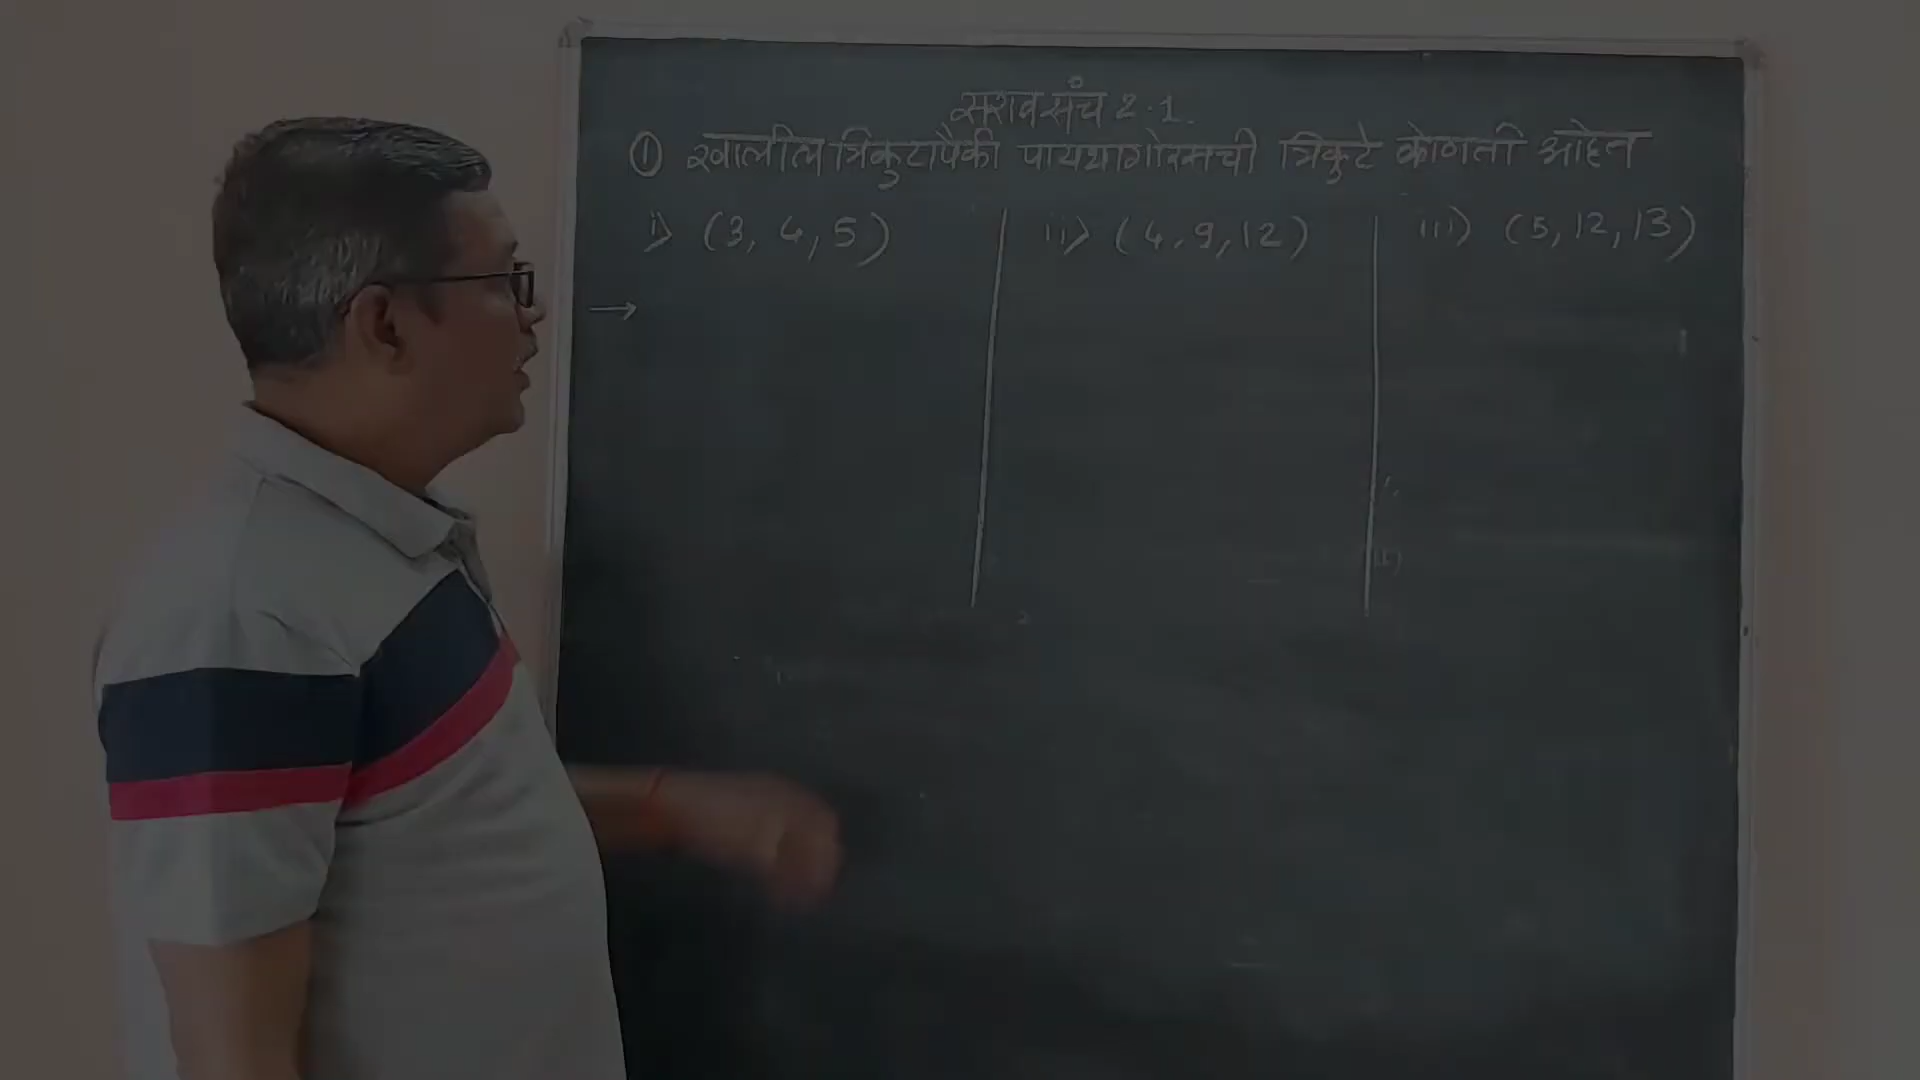 सराव संच 2.1.
① खालील त्रिकुटापैकी पायथागोरसची त्रिकुटे कोणती आहेत
i) (3, 4, 5) ii) (4, 9, 12) iii) (5, 12, 13)
→